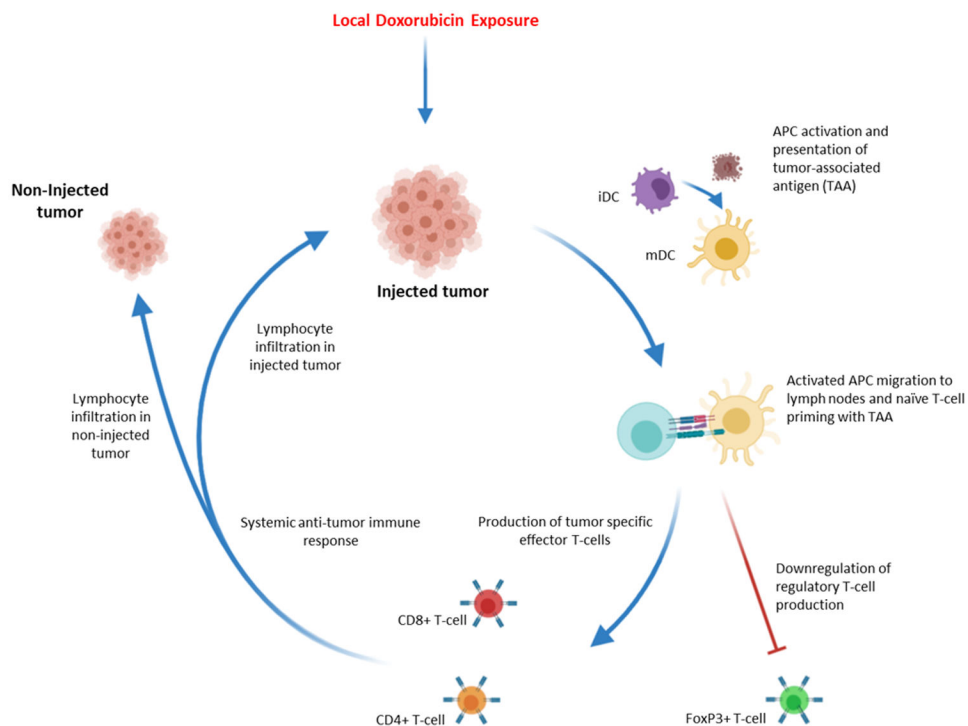 Local Doxorubicin Exposure
APC activation and
presentation of
tumor-associated
antigen (TAA)
iDC
mDC
Non-Injected
tumor
Injected tumor
Lymphocyte
infiltration in
injected tumor
Lymphocyte
infiltration in
non-injected
tumor
Activated APC migration to
lymph nodes and naïve T-cell
priming with TAA
Systemic anti-tumor immune
response
Production of tumor specific
effector T-cells
Downregulation of
regulatory T-cell
production
CD8+ T-cell
CD4+ T-cell
FoxP3+ T-cell